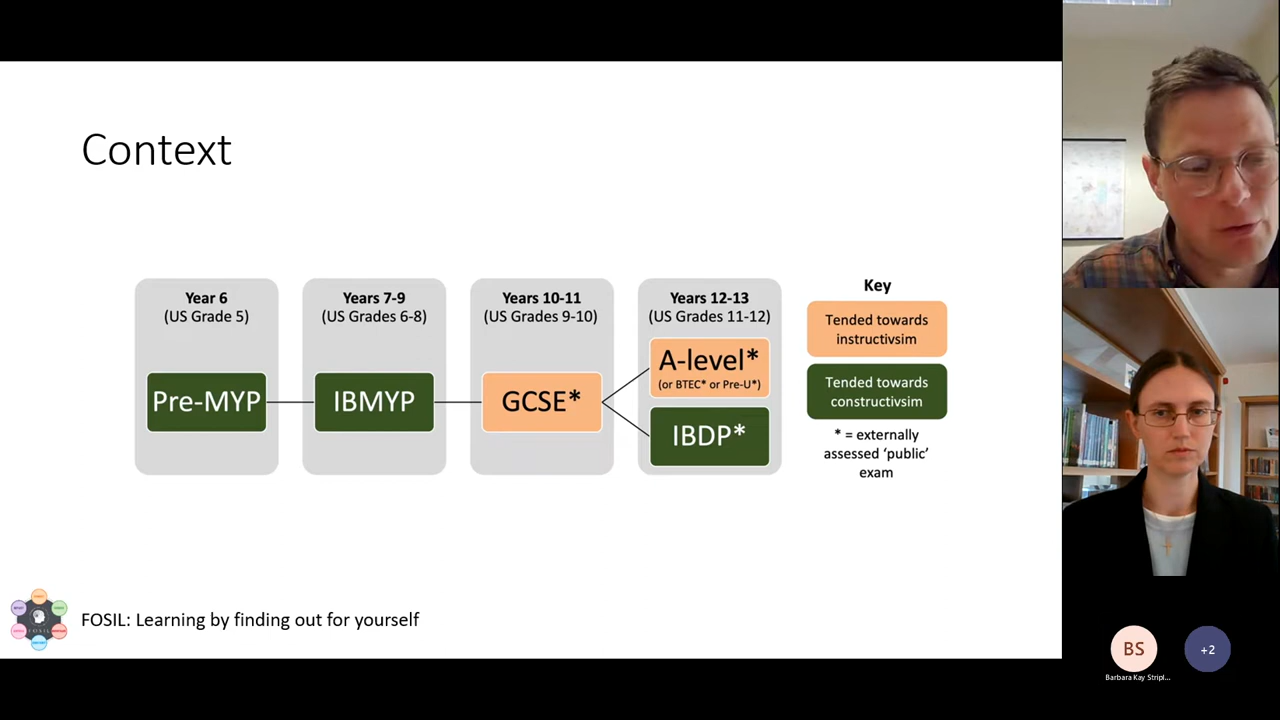 Context
Year 6
(US Grade 5)
Pre-MYP
Years 7-9
(US Grades 6-8)
IBMYP
Years 10-11
(US Grades 9-10)
GCSE*
Years 12-13
(US Grades 11-12)
A-level*
(or BTEC* or Pre-U*)
IBDP*
Key
Tended towards
instructivsim
Tended towards
constructivsim
* = externally
assessed ‘public’
exam
FOSIL: Learning by finding out for yourself
BS
Barbara Kay Stripl...
+2